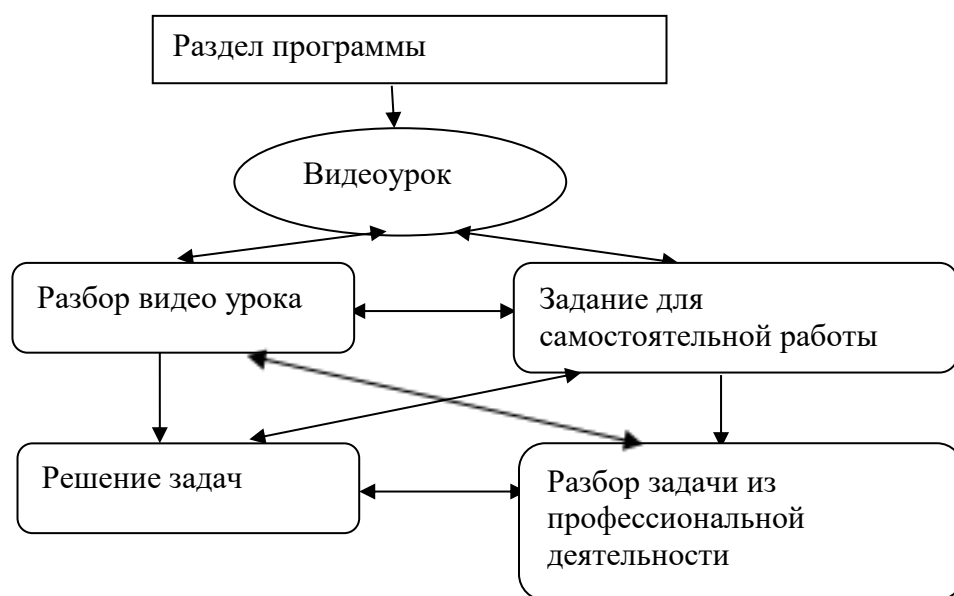 Раздел программы
Видеоурок
Разбор видео урока
Задание для
самостоятельной работы
Решение задач
Разбор задачи из
профессиональной
деятельности